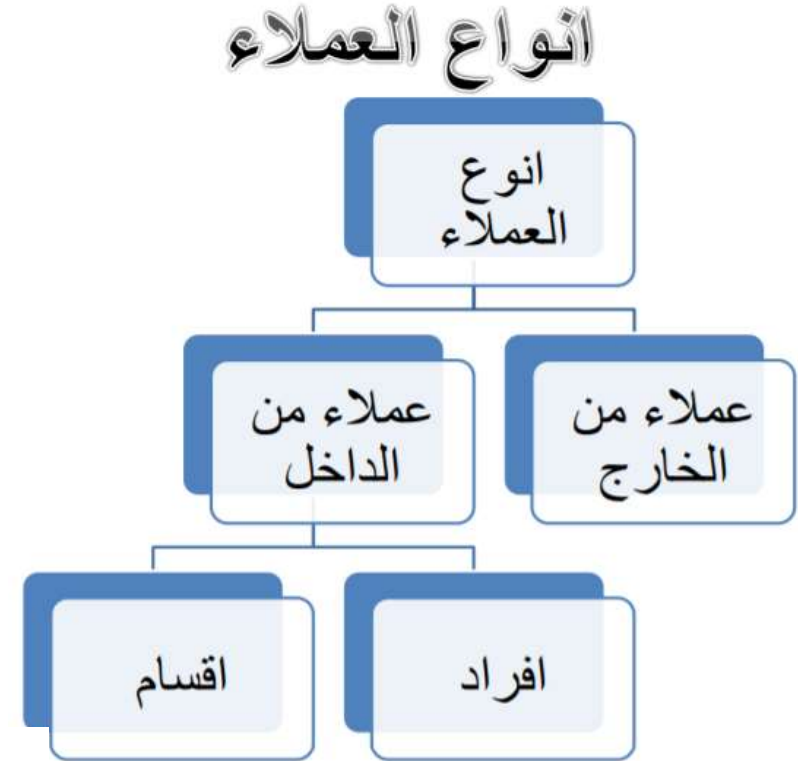 انواع العملاء
انوع
العملاء
عملاء من
الخارج
عملاء من
الداخل
افراد
اقسام